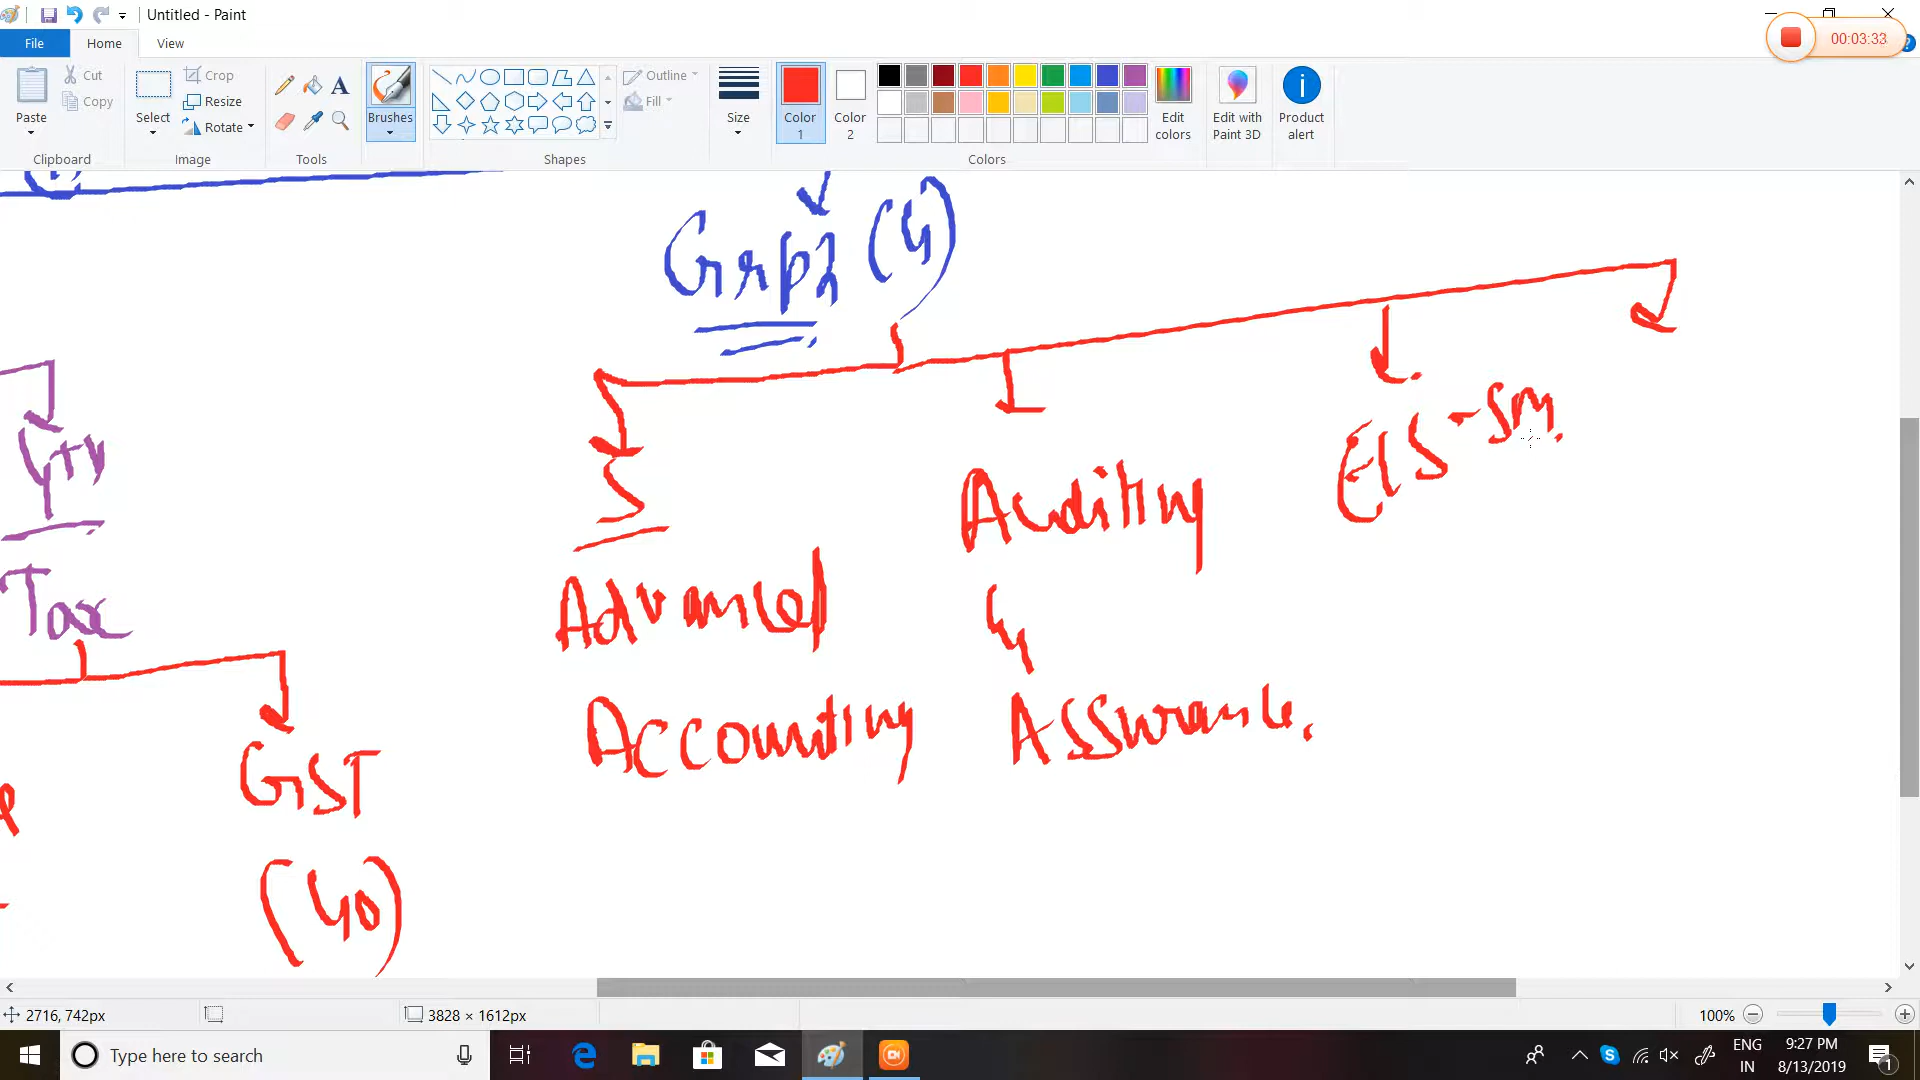 Untitled - Paint
00:03:33
File
Home
View
Paste
Cut
Copy
Clipboard
Select
Crop
Resize
Rotate
Image
Tools
Brushes
Shapes
Outline
Fill
Size
Color 1
Color 2
Colors
Edit colors
Edit with Paint 3D
Product alert
Grp2 (4)
S
Advanced
Accounting
Auditing
Assurance.
EIS - SM.
Tax
GST
(40)
2716, 742px
3828 × 1612px
100%
Type here to search
ENG
IN
9:27 PM
8/13/2019
1